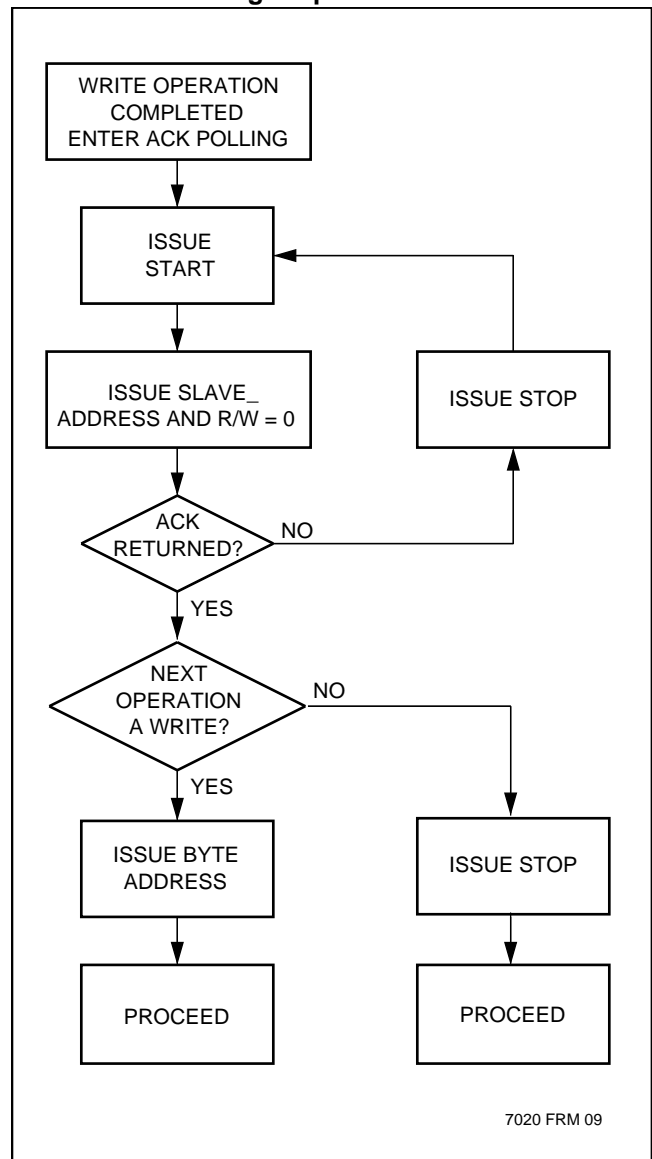 WRITE OPERATION
COMPLETED
ENTER ACK POLLING
ISSUE
START
ISSUE SLAVE_
ADDRESS AND R/W = 0
ISSUE STOP
ACK
RETURNED?
NO
YES
NEXT
OPERATION
A WRITE?
NO
YES
ISSUE BYTE
ADDRESS
ISSUE STOP
PROCEED
PROCEED
7020 FRM 09